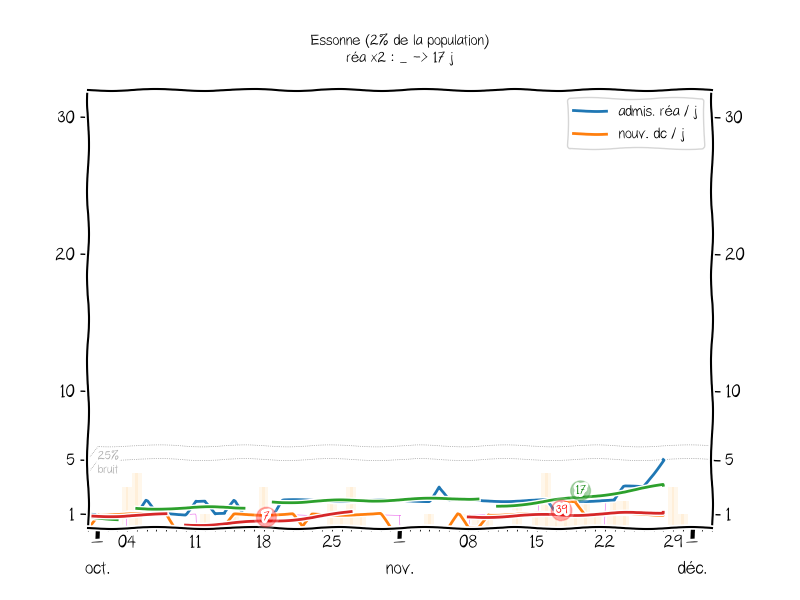 Essonne (2% de la population)
réa x2 : _ -> 17 j
admis. réa / j
nouv. dc / j
30
30
20
20
10
10
25%
bruit
5
5
17
39
7
1
1
04
11
18
25
08
15
22
29
oct.
nov.
déc.